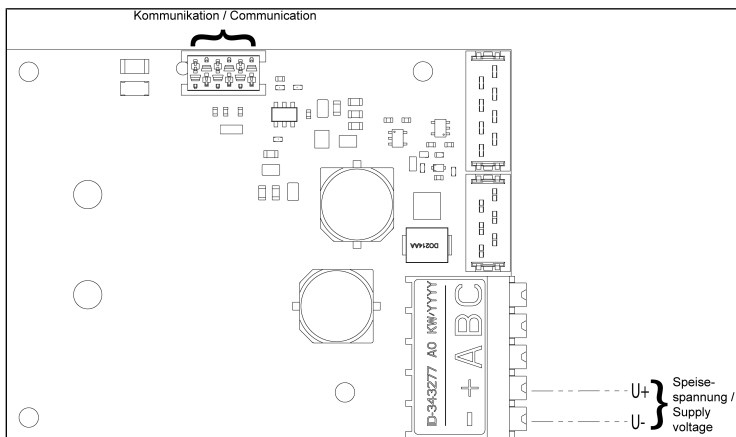 Kommunikation / Communication
DO214AA
ID-343277 A0 KW/YYYY
- + A B C
U+
U-
Speise-
spannung /
Supply
voltage